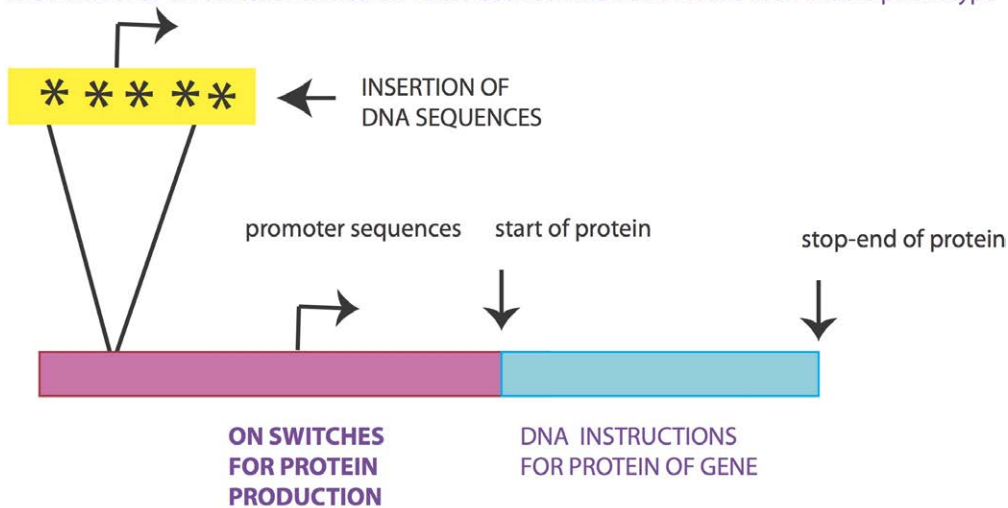 * * * * *
INSERTION OF
DNA SEQUENCES
promoter sequences
start of protein
stop-end of protein
ON SWITCHES
FOR PROTEIN
PRODUCTION
DNA INSTRUCTIONS
FOR PROTEIN OF GENE